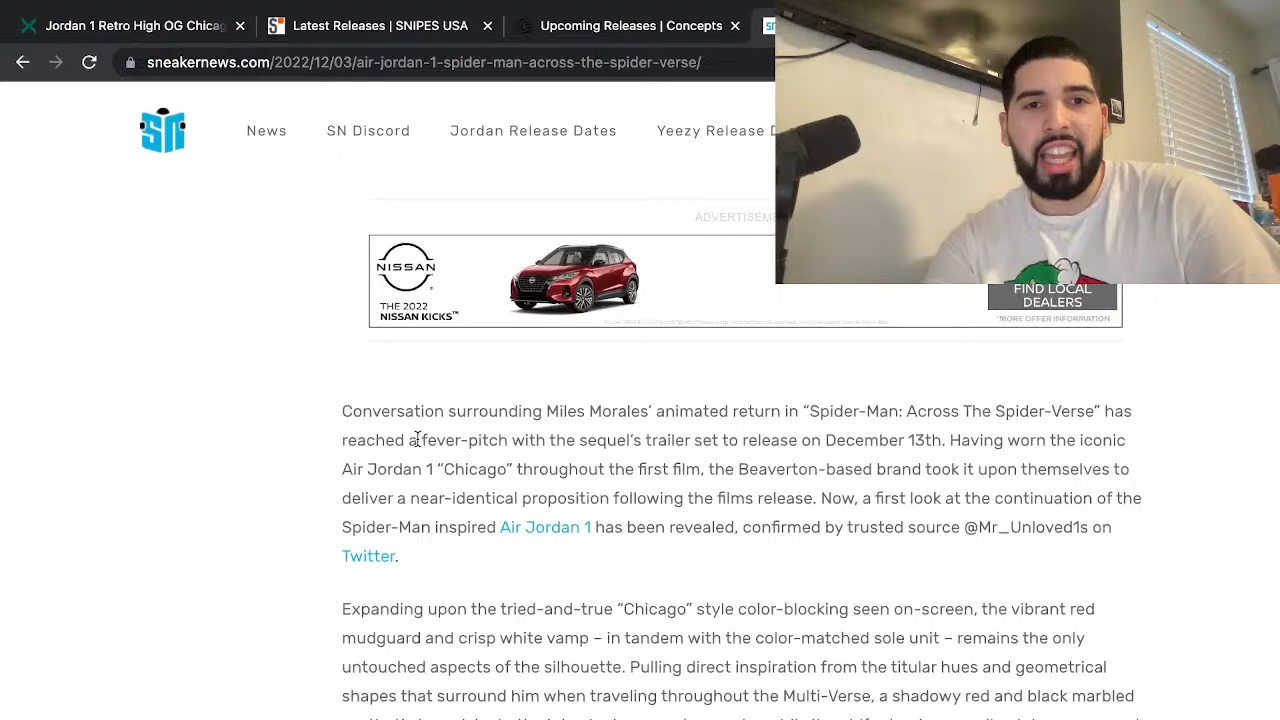 Jordan 1 Retro High OG Chicag
Latest Releases | SNIPES USA
Upcoming Releases | Concepts
sneakernews.com/2022/12/03/air-jordan-1-spider-man-across-the-spider-verse/
SN
News
SN Discord
Jordan Release Dates
Yeezy Release D
ADVERTISEME
NISSAN
THE 2022
NISSAN KICKS™
FIND LOCAL
DEALERS
*MORE OFFER INFORMATION
Conversation surrounding Miles Morales’ animated return in “Spider-Man: Across The Spider-Verse” has
reached a fever-pitch with the sequel’s trailer set to release on December 13th. Having worn the iconic
Air Jordan 1 “Chicago” throughout the first film, the Beaverton-based brand took it upon themselves to
deliver a near-identical proposition following the films release. Now, a first look at the continuation of the
Spider-Man inspired Air Jordan 1 has been revealed, confirmed by trusted source @Mr_Unloved1s on
Twitter.
Expanding upon the tried-and-true “Chicago” style color-blocking seen on-screen, the vibrant red
mudguard and crisp white vamp – in tandem with the color-matched sole unit – remains the only
untouched aspects of the silhouette. Pulling direct inspiration from the titular hues and geometrical
shapes that surround him when traveling throughout the Multi-Verse, a shadowy red and black marbled